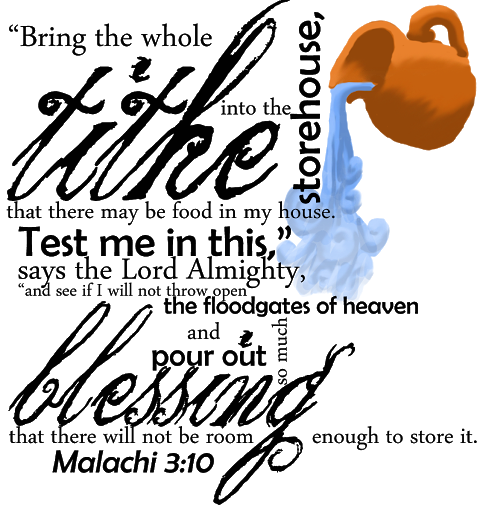 “Bring the whole
tithe
into the
storehouse,
that there may be food in my house.
Test me in this,”
says the Lord Almighty,
“and see if I will not throw open
the floodgates of heaven
and
pour out
so much
blessing
that there will not be room enough to store it.
Malachi 3:10